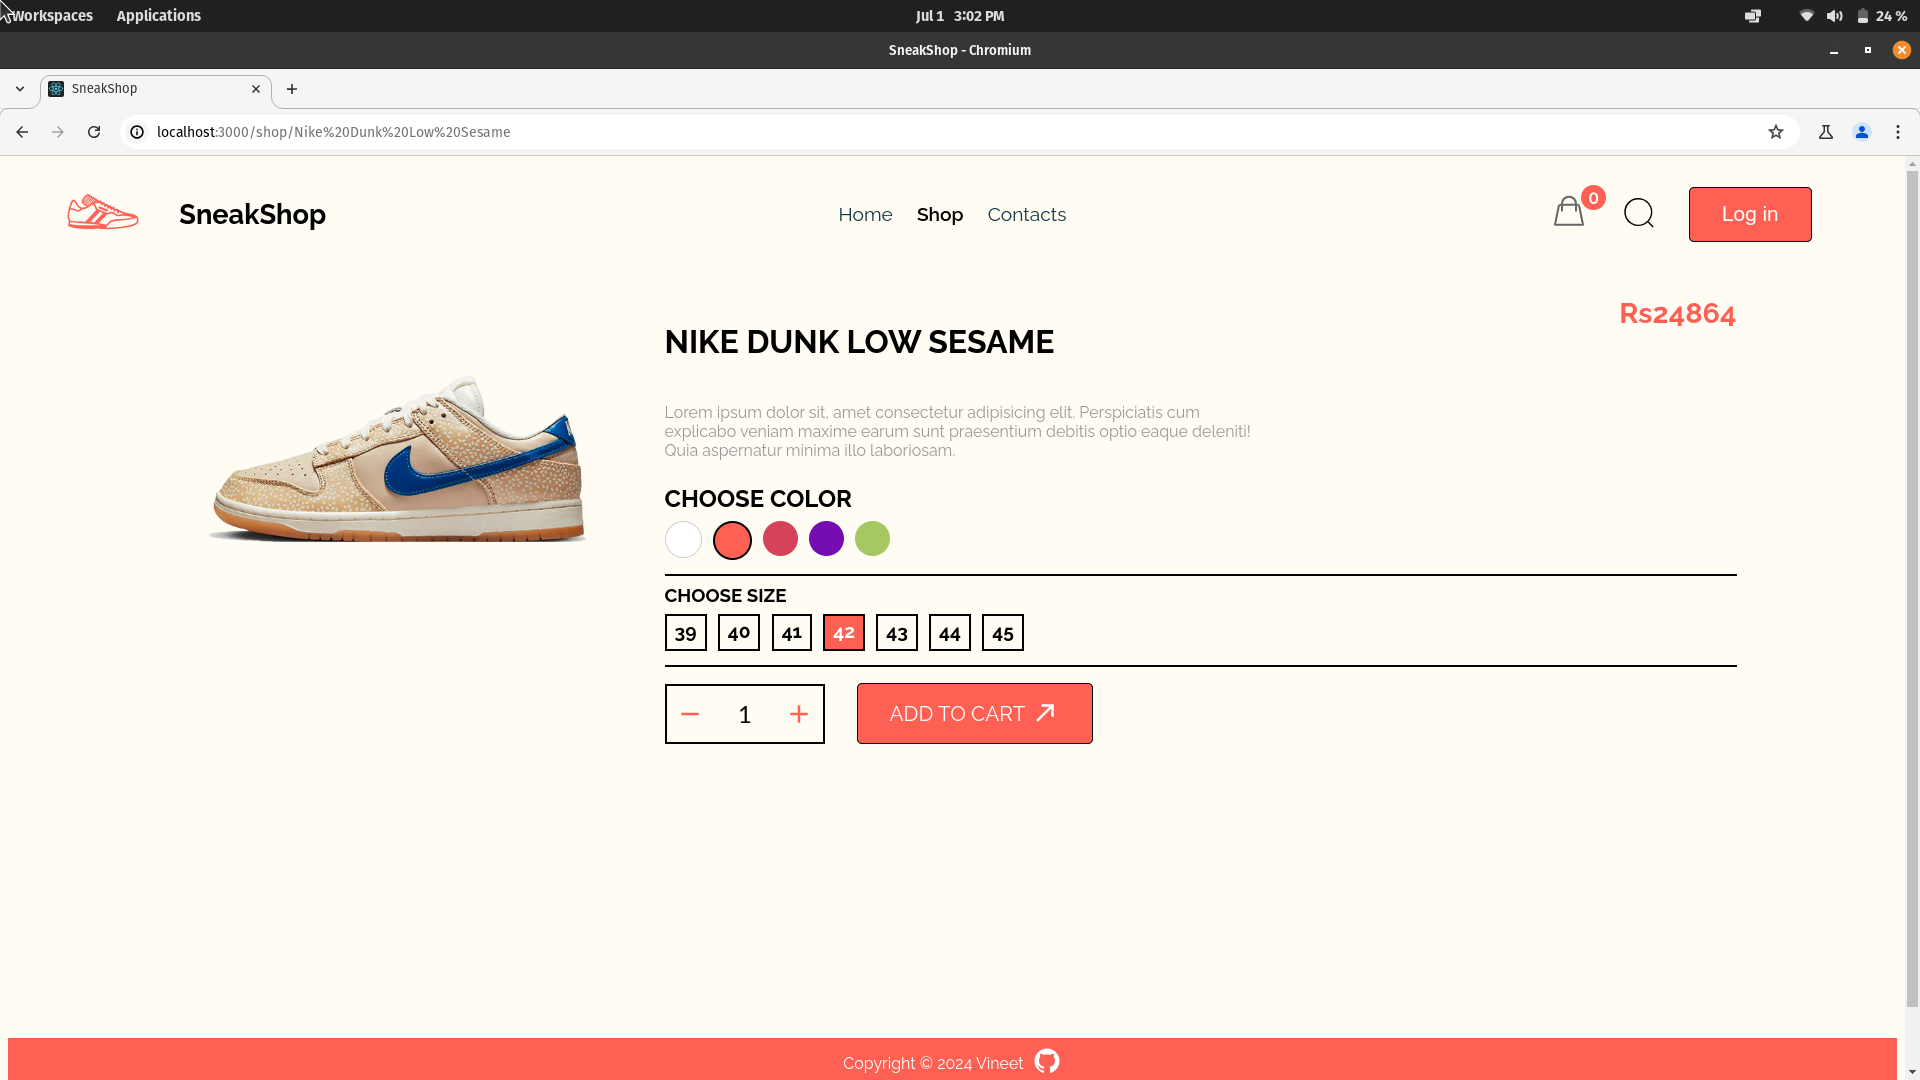 Workspaces Applications Jul 1 3:02 PM 24 %
SneakShop - Chromium
SneakShop
localhost:3000/shop/Nike%20Dunk%20Low%20Sesame
SneakShop Home Shop Contacts 0 Log in
Rs24864
NIKE DUNK LOW SESAME
Lorem ipsum dolor sit, amet consectetur adipisicing elit. Perspiciatis cum
explicabo veniam maxime earum sunt praesentium debitis optio eaque deleniti!
Quia aspernatur minima illo laboriosam.
CHOOSE COLOR
CHOOSE SIZE
39 40 41 42 43 44 45
1 ADD TO CART
Copyright © 2024 Vineet